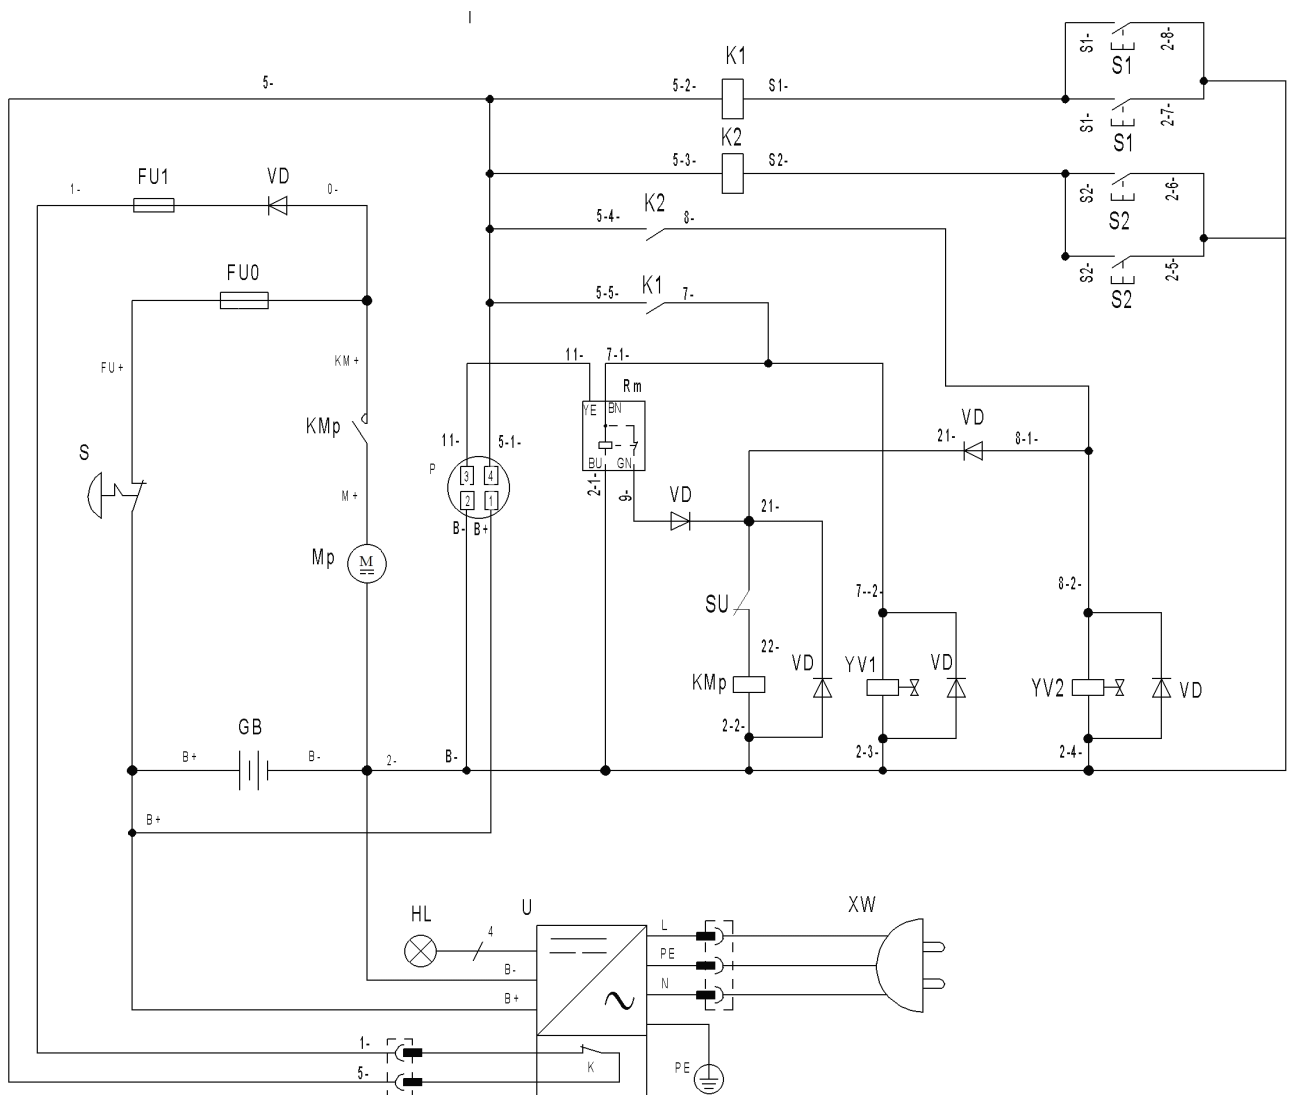 I
S1-
2-8-
S1
K1
5-
5-2-
S1-
S1-
2-7-
S1
K2
5-3-
S2-
FU1
VD
1-
0-
S2-
2-6-
S2
K2
5-4-
8-
FU0
S2-
2-5-
S2
K1
5-5-
7-
FU+
KM+
11-
7-1-
Rm
YE
BN
KMp
VD
21-
8-1-
S
11-
5-1-
P
3
4
2
1
BU
GN
2-1-
9-
M+
VD
21-
B-
B+
Mp
M
SU
7--2-
8-2-
22-
KMp
VD
YV1
VD
YV2
VD
GB
2-2-
B+
B-
2-
B-
2-3-
2-4-
B+
HL
4
U
L
XW
PE
B-
N
B+
1-
K
PE
5-